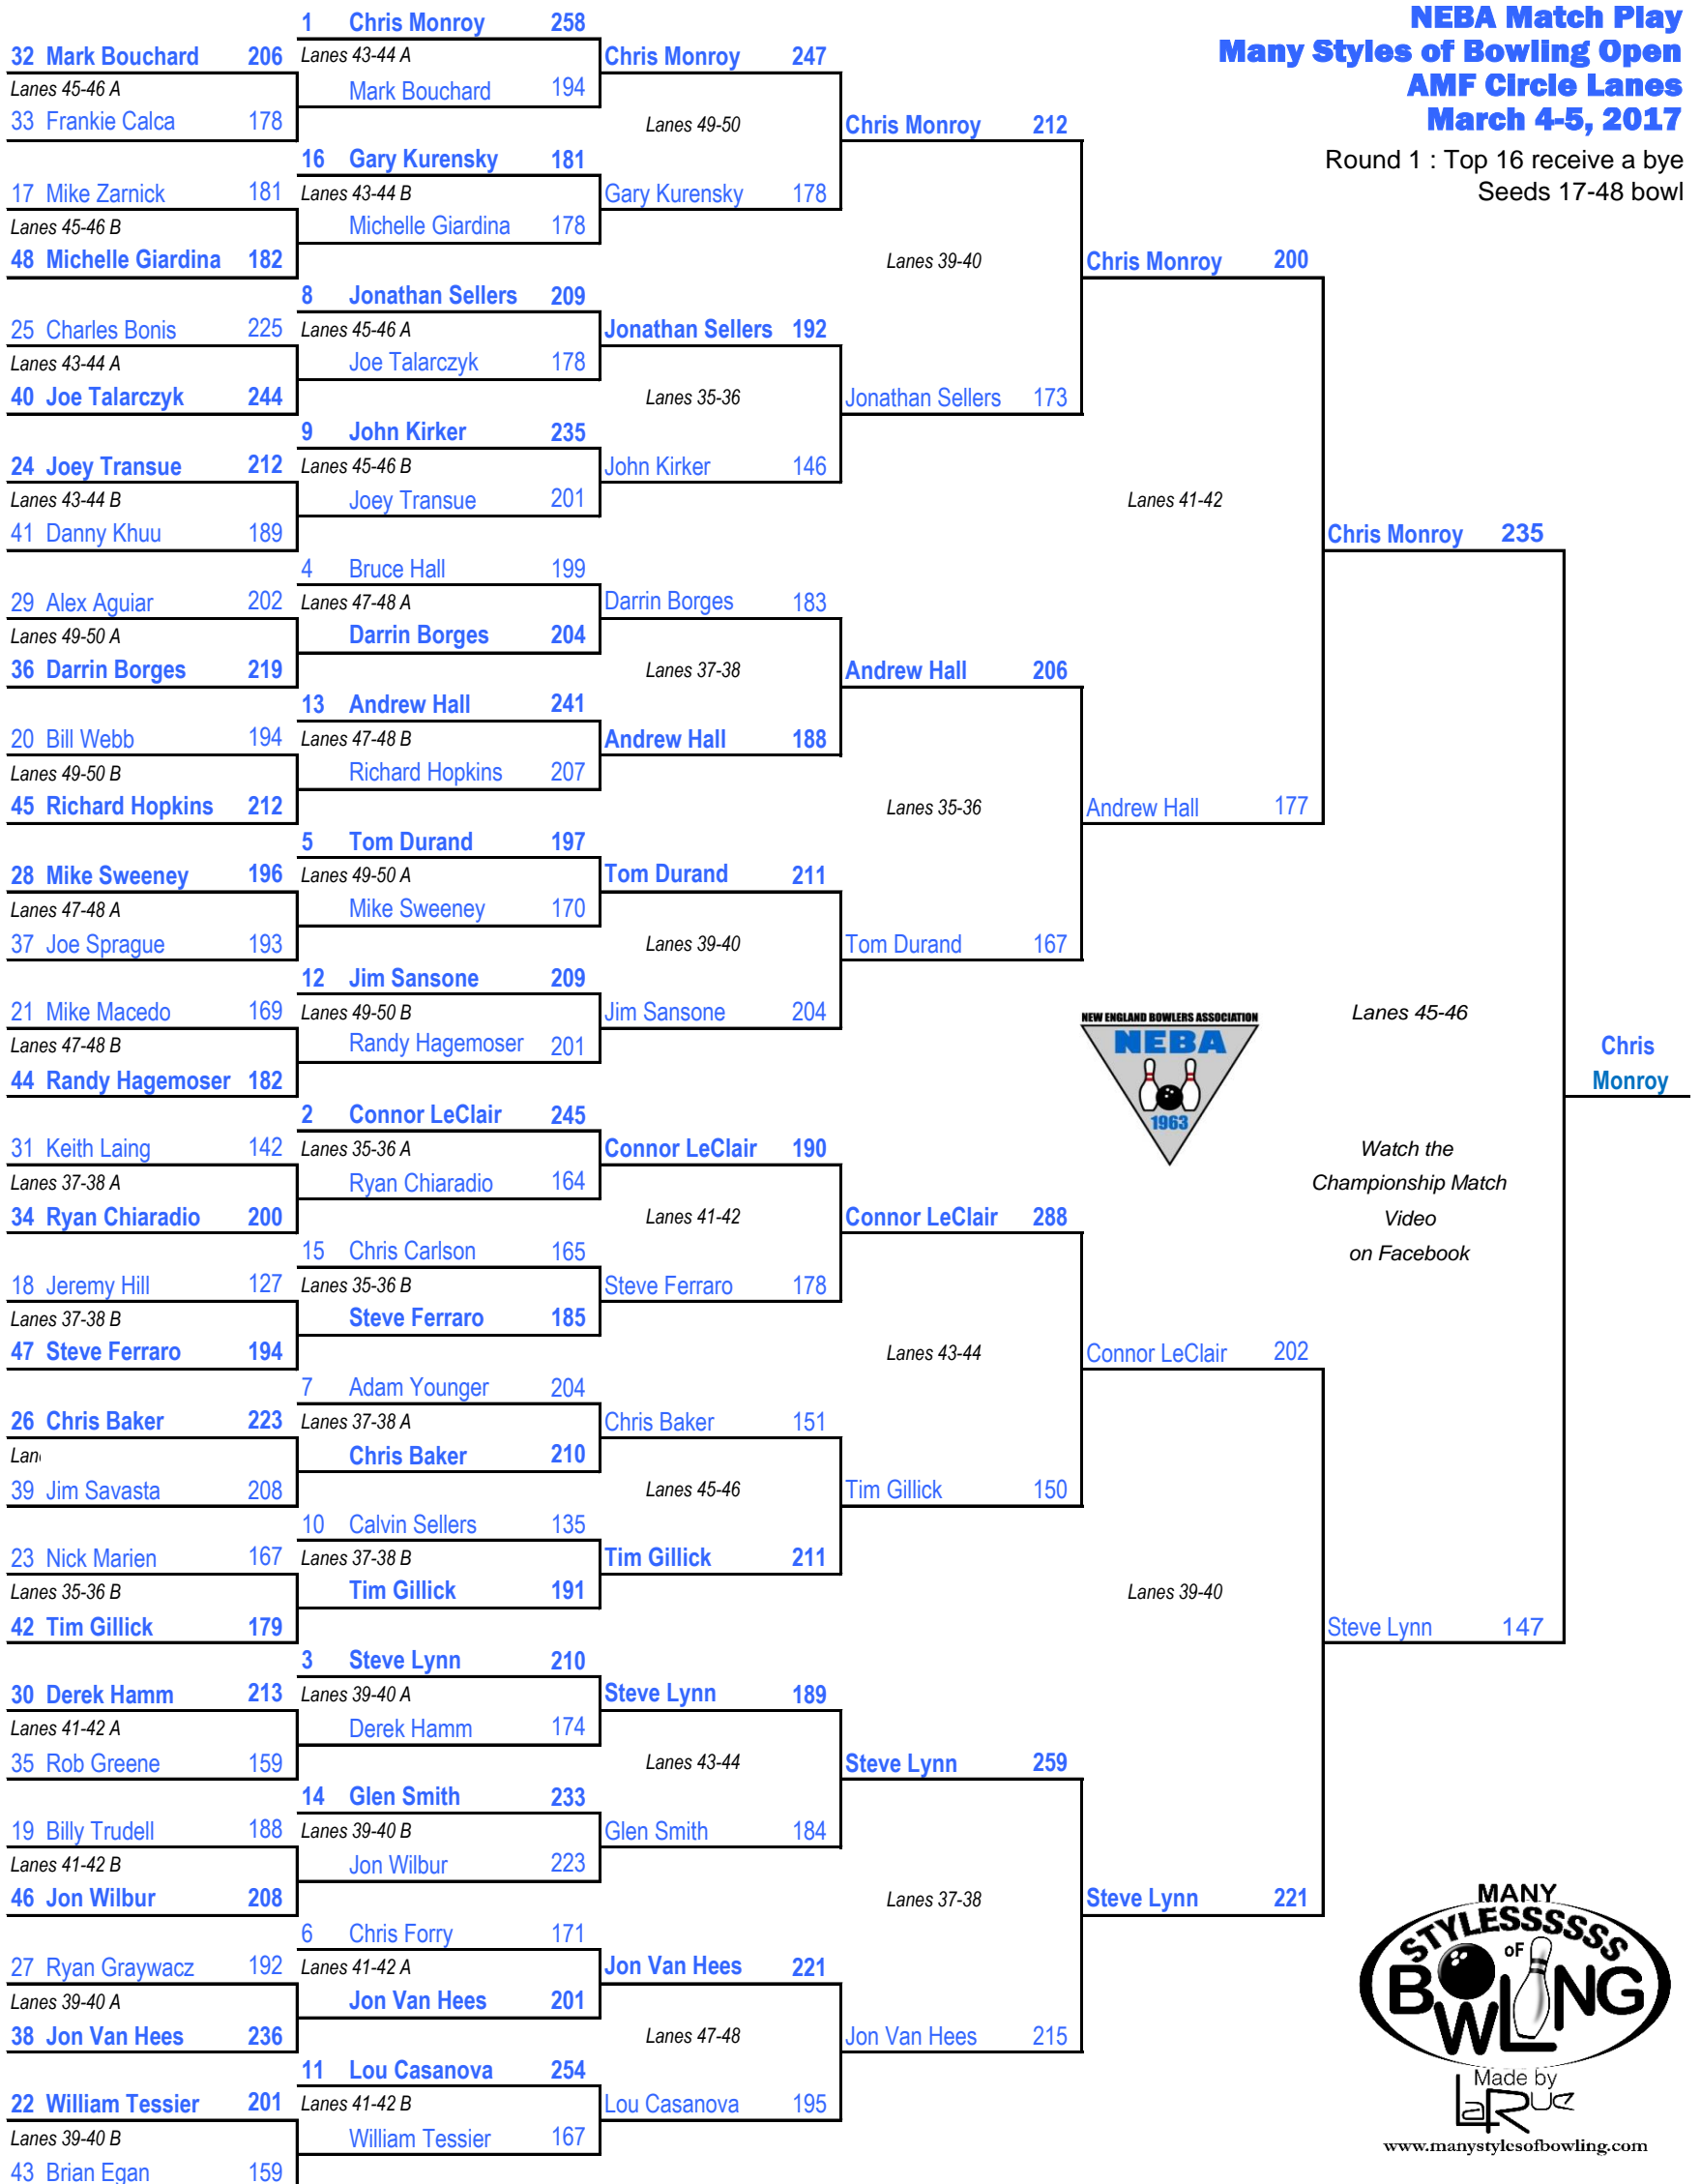 NEBA Match Play
Many Styles of Bowling Open
AMF Circle Lanes
March 4-5, 2017
Round 1 : Top 16 receive a bye
Seeds 17-48 bowl
32 Mark Bouchard 206
Lanes 45-46 A
33 Frankie Calca 178
17 Mike Zarnick 181
Lanes 45-46 B
48 Michelle Giardina 182
25 Charles Bonis 225
Lanes 43-44 A
40 Joe Talarczyk 244
24 Joey Transue 212
Lanes 43-44 B
41 Danny Khuu 189
29 Alex Aguiar 202
Lanes 49-50 A
36 Darrin Borges 219
20 Bill Webb 194
Lanes 49-50 B
45 Richard Hopkins 212
28 Mike Sweeney 196
Lanes 47-48 A
37 Joe Sprague 193
21 Mike Macedo 169
Lanes 47-48 B
44 Randy Hagemoser 182
31 Keith Laing 142
Lanes 37-38 A
34 Ryan Chiaradio 200
18 Jeremy Hill 127
Lanes 37-38 B
47 Steve Ferraro 194
26 Chris Baker 223
Lan
39 Jim Savasta 208
23 Nick Marien 167
Lanes 35-36 B
42 Tim Gillick 179
30 Derek Hamm 213
Lanes 41-42 A
35 Rob Greene 159
19 Billy Trudell 188
Lanes 41-42 B
46 Jon Wilbur 208
27 Ryan Graywacz 192
Lanes 39-40 A
38 Jon Van Hees 236
22 William Tessier 201
Lanes 39-40 B
43 Brian Egan 159
1 Chris Monroy 258
Lanes 43-44 A
Mark Bouchard 194
16 Gary Kurensky 181
Lanes 43-44 B
Michelle Giardina 178
8 Jonathan Sellers 209
Lanes 45-46 A
Joe Talarczyk 178
9 John Kirker 235
Lanes 45-46 B
Joey Transue 201
4 Bruce Hall 199
Lanes 47-48 A
Darrin Borges 204
13 Andrew Hall 241
Lanes 47-48 B
Richard Hopkins 207
5 Tom Durand 197
Lanes 49-50 A
Mike Sweeney 170
12 Jim Sansone 209
Lanes 49-50 B
Randy Hagemoser 201
2 Connor LeClair 245
Lanes 35-36 A
Ryan Chiaradio 164
15 Chris Carlson 165
Lanes 35-36 B
Steve Ferraro 185
7 Adam Younger 204
Lanes 37-38 A
Chris Baker 210
10 Calvin Sellers 135
Lanes 37-38 B
Tim Gillick 191
3 Steve Lynn 210
Lanes 39-40 A
Derek Hamm 174
14 Glen Smith 233
Lanes 39-40 B
Jon Wilbur 223
6 Chris Forry 171
Lanes 41-42 A
Jon Van Hees 201
11 Lou Casanova 254
Lanes 41-42 B
William Tessier 167
Chris Monroy 247
Lanes 49-50
Gary Kurensky 178
Jonathan Sellers 192
Lanes 35-36
John Kirker 146
Darrin Borges 183
Lanes 37-38
Andrew Hall 188
Tom Durand 211
Lanes 39-40
Jim Sansone 204
Connor LeClair 190
Lanes 41-42
Steve Ferraro 178
Chris Baker 151
Lanes 45-46
Tim Gillick 211
Steve Lynn 189
Lanes 43-44
Glen Smith 184
Jon Van Hees 221
Lanes 47-48
Lou Casanova 195
Chris Monroy 212
Lanes 39-40
Jonathan Sellers 173
Andrew Hall 206
Lanes 35-36
Tom Durand 167
Connor LeClair 288
Lanes 43-44
Tim Gillick 150
Steve Lynn 259
Lanes 37-38
Jon Van Hees 215
Chris Monroy 200
Lanes 41-42
Andrew Hall 177
Connor LeClair 202
Lanes 39-40
Steve Lynn 221
Chris Monroy 235
Lanes 45-46
Steve Lynn 147
Chris
Monroy
NEW ENGLAND BOWLERS ASSOCIATION
NEBA
1963
Watch the
Championship Match
Video
on Facebook
MANY
STYLESSSSSS
OF
BOWLING
Made by
LaRue
www.manystylesofbowling.com